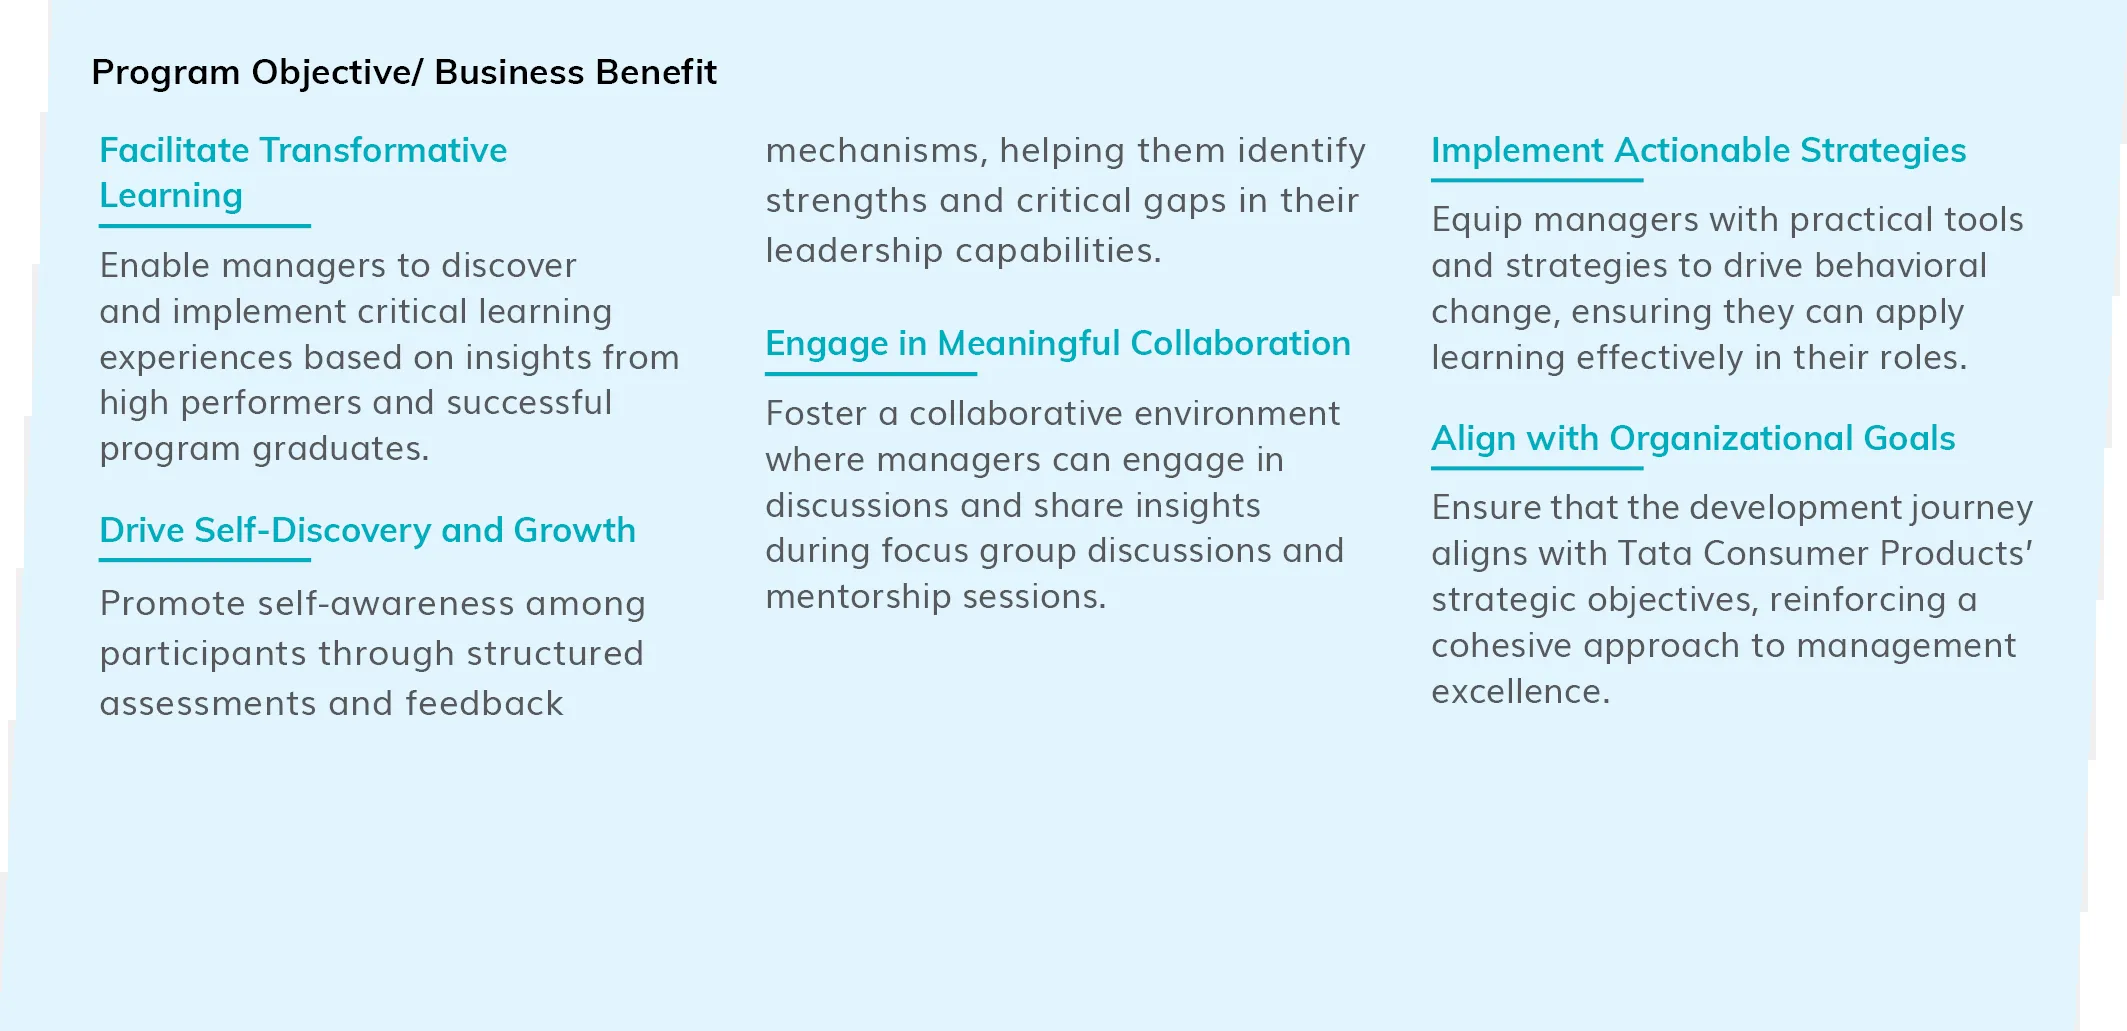 Program Objective/ Business Benefit
Facilitate Transformative
Learning
Enable managers to discover
and implement critical learning
experiences based on insights from
high performers and successful
program graduates.
Drive Self-Discovery and Growth
Promote self-awareness among
participants through structured
assessments and feedback
mechanisms, helping them identify
strengths and critical gaps in their
leadership capabilities.
Engage in Meaningful Collaboration
Foster a collaborative environment
where managers can engage in
discussions and share insights
during focus group discussions and
mentorship sessions.
Implement Actionable Strategies
Equip managers with practical tools
and strategies to drive behavioral
change, ensuring they can apply
learning effectively in their roles.
Align with Organizational Goals
Ensure that the development journey
aligns with Tata Consumer Products’
strategic objectives, reinforcing a
cohesive approach to management
excellence.